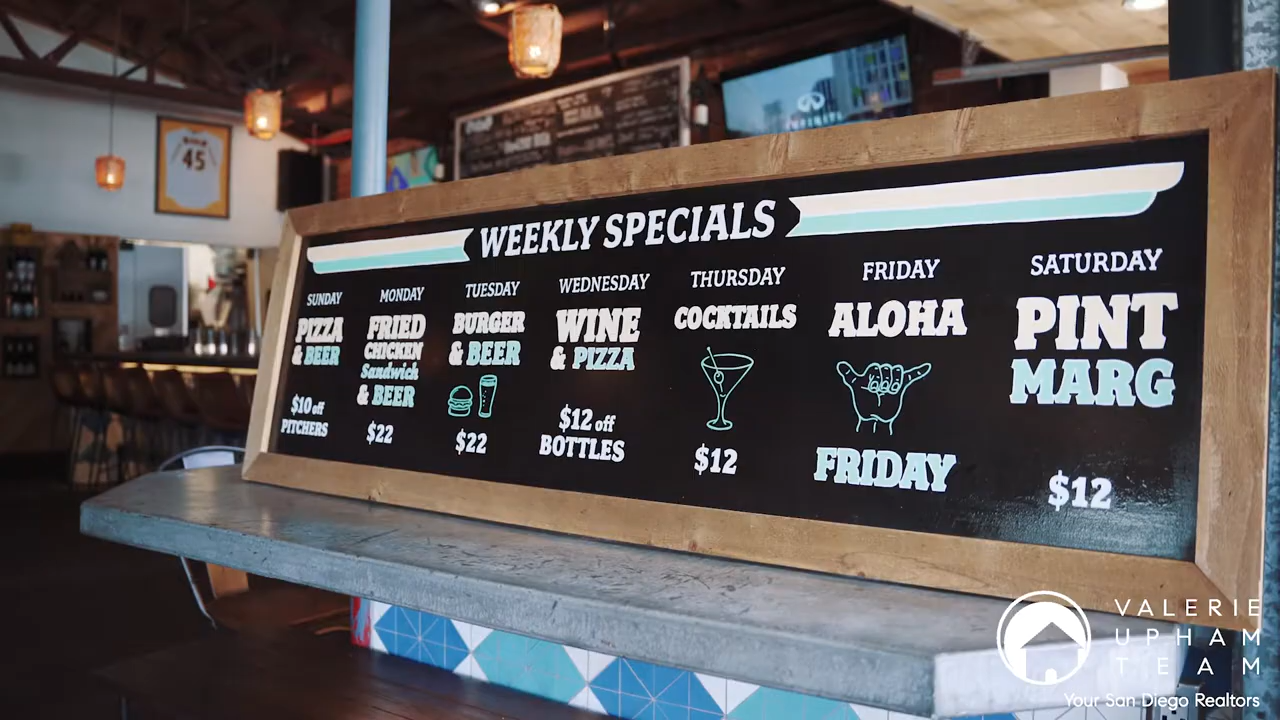 45
INFINITI
WEEKLY SPECIALS
SUNDAY
PIZZA
& BEER
$10 off
PITCHERS
MONDAY
FRIED
CHICKEN
Sandwich
& BEER
$22
TUESDAY
BURGER
& BEER
$22
WEDNESDAY
WINE
& PIZZA
$12 off
BOTTLES
THURSDAY
COCKTAILS
$12
FRIDAY
ALOHA
FRIDAY
SATURDAY
PINT
MARG
$12
VALERIE
UPHAM
TEAM
Your San Diego Realtors